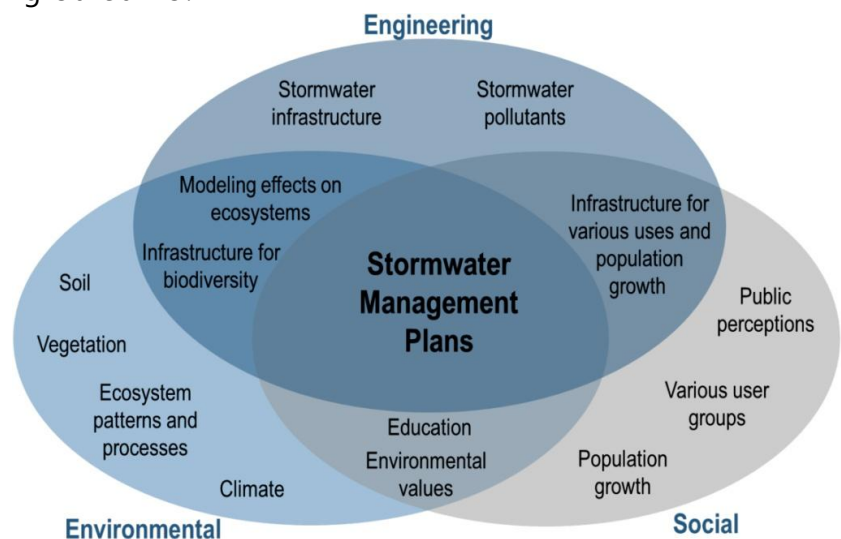 Engineering
Stormwater
infrastructure
Stormwater
pollutants
Modeling effects on
ecosystems
Infrastructure for
biodiversity
Infrastructure for
various uses and
population
growth
Stormwater
Management
Plans
Soil
Vegetation
Ecosystem
patterns and
processes
Climate
Education
Environmental
values
Public
perceptions
Various user
groups
Population
growth
Environmental
Social